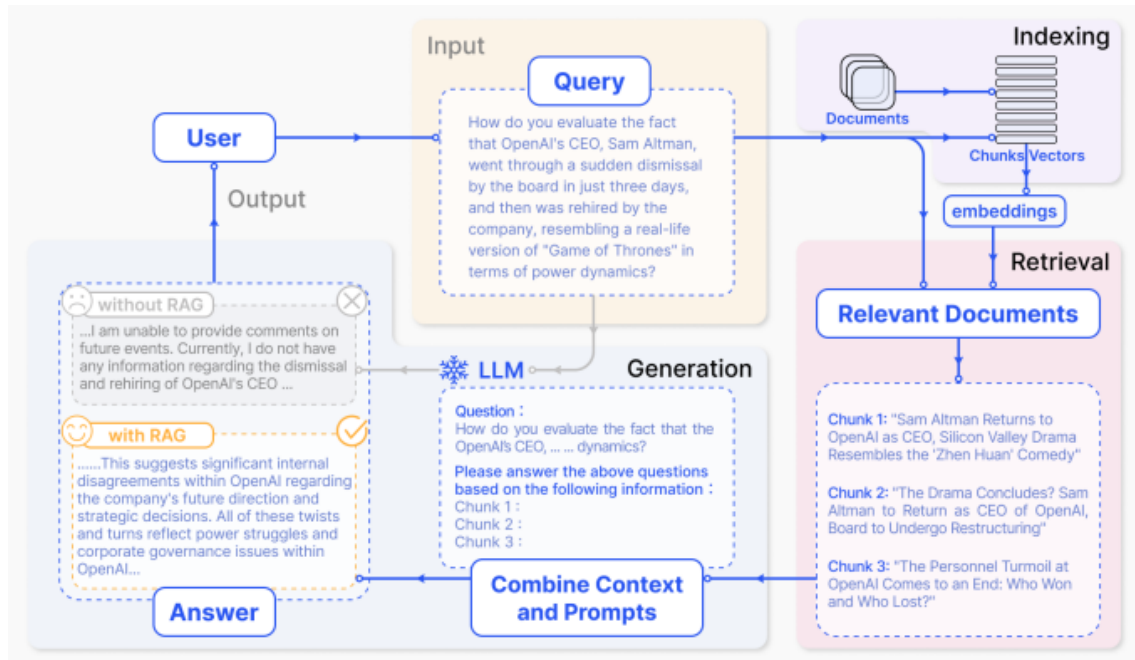 Input
Query
How do you evaluate the fact
that OpenAI's CEO, Sam Altman,
went through a sudden dismissal
by the board in just three days,
and then was rehired by the
company, resembling a real-life
version of "Game of Thrones" in
terms of power dynamics?
Indexing
Documents
Chunks Vectors
embeddings
User
Output
Retrieval
Relevant Documents
Chunk 1: "Sam Altman Returns to
OpenAI as CEO, Silicon Valley Drama
Resembles the 'Zhen Huan' Comedy"
Chunk 2: "The Drama Concludes? Sam
Altman to Return as CEO of OpenAI,
Board to Undergo Restructuring"
Chunk 3: "The Personnel Turmoil at
OpenAI Comes to an End: Who Won
and Who Lost?"
LLM
Generation
Question :
How do you evaluate the fact that the
OpenAI's CEO, ... ... dynamics?
Please answer the above questions
based on the following information :
Chunk 1 :
Chunk 2 :
Chunk 3 :
Combine Context
and Prompts
without RAG
...I am unable to provide comments on
future events. Currently, I do not have
any information regarding the dismissal
and rehiring of OpenAI's CEO ...
with RAG
......This suggests significant internal
disagreements within OpenAI regarding
the company's future direction and
strategic decisions. All of these twists
and turns reflect power struggles and
corporate governance issues within
OpenAI...
Answer